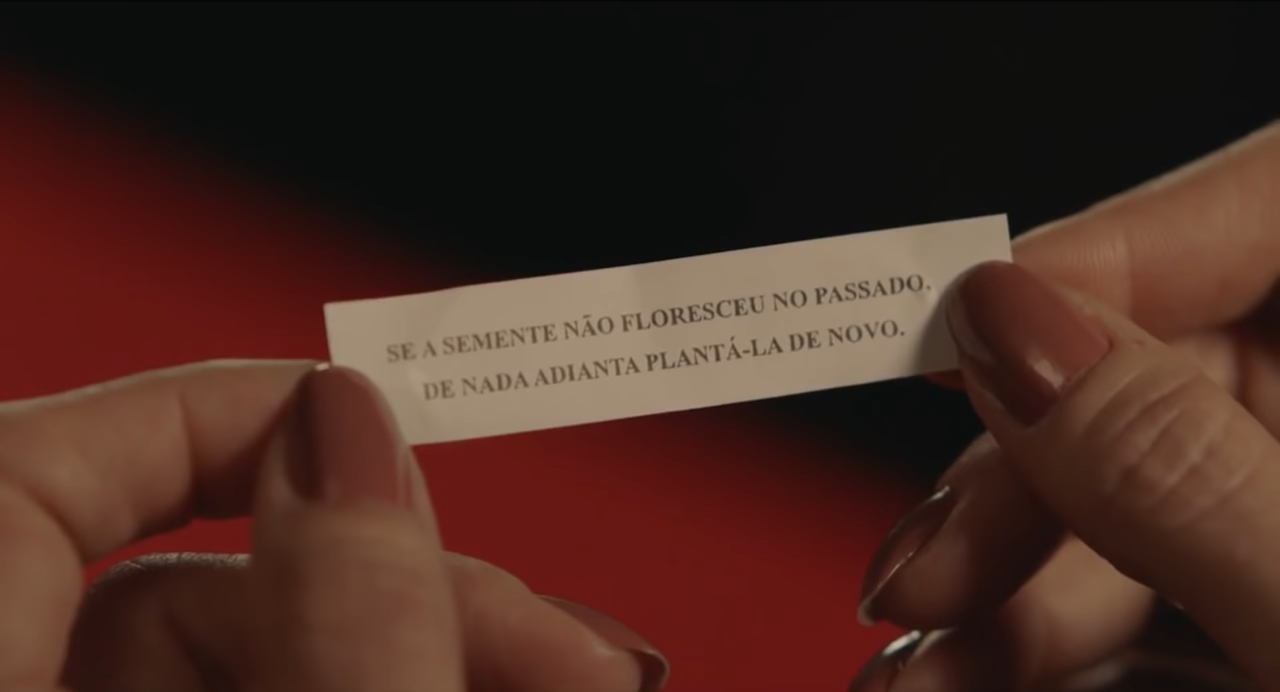 SE A SEMENTE NÃO FLORESCEU NO PASSADO.
DE NADA ADIANTA PLANTÁ-LA DE NOVO.